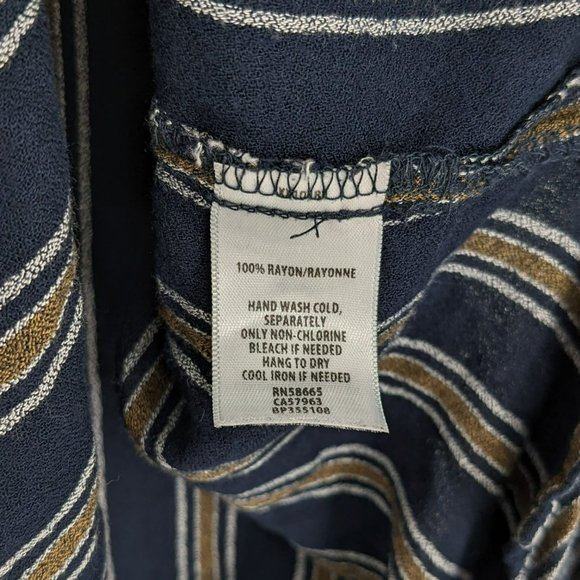 100% RAYON/RAYONNE
HAND WASH COLD,
SEPARATELY
ONLY NON-CHLORINE
BLEACH IF NEEDED
HANG TO DRY
COOL IRON IF NEEDED
RN58665
CA57963
BP355108